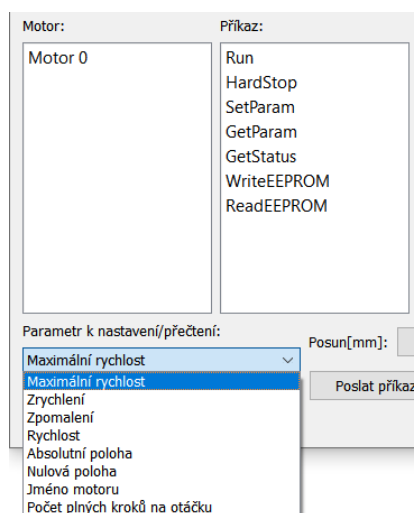 Motor:
Příkaz:
Motor 0
Run
HardStop
SetParam
GetParam
GetStatus
WriteEEPROM
ReadEEPROM
Parametr k nastavení/přečtení:
Posun[mm]:
Maximální rychlost
Poslat příkaz
Maximální rychlost
Zrychlení
Zpomalení
Rychlost
Absolutní poloha
Nulová poloha
Jméno motoru
Počet plných kroků na otáčku